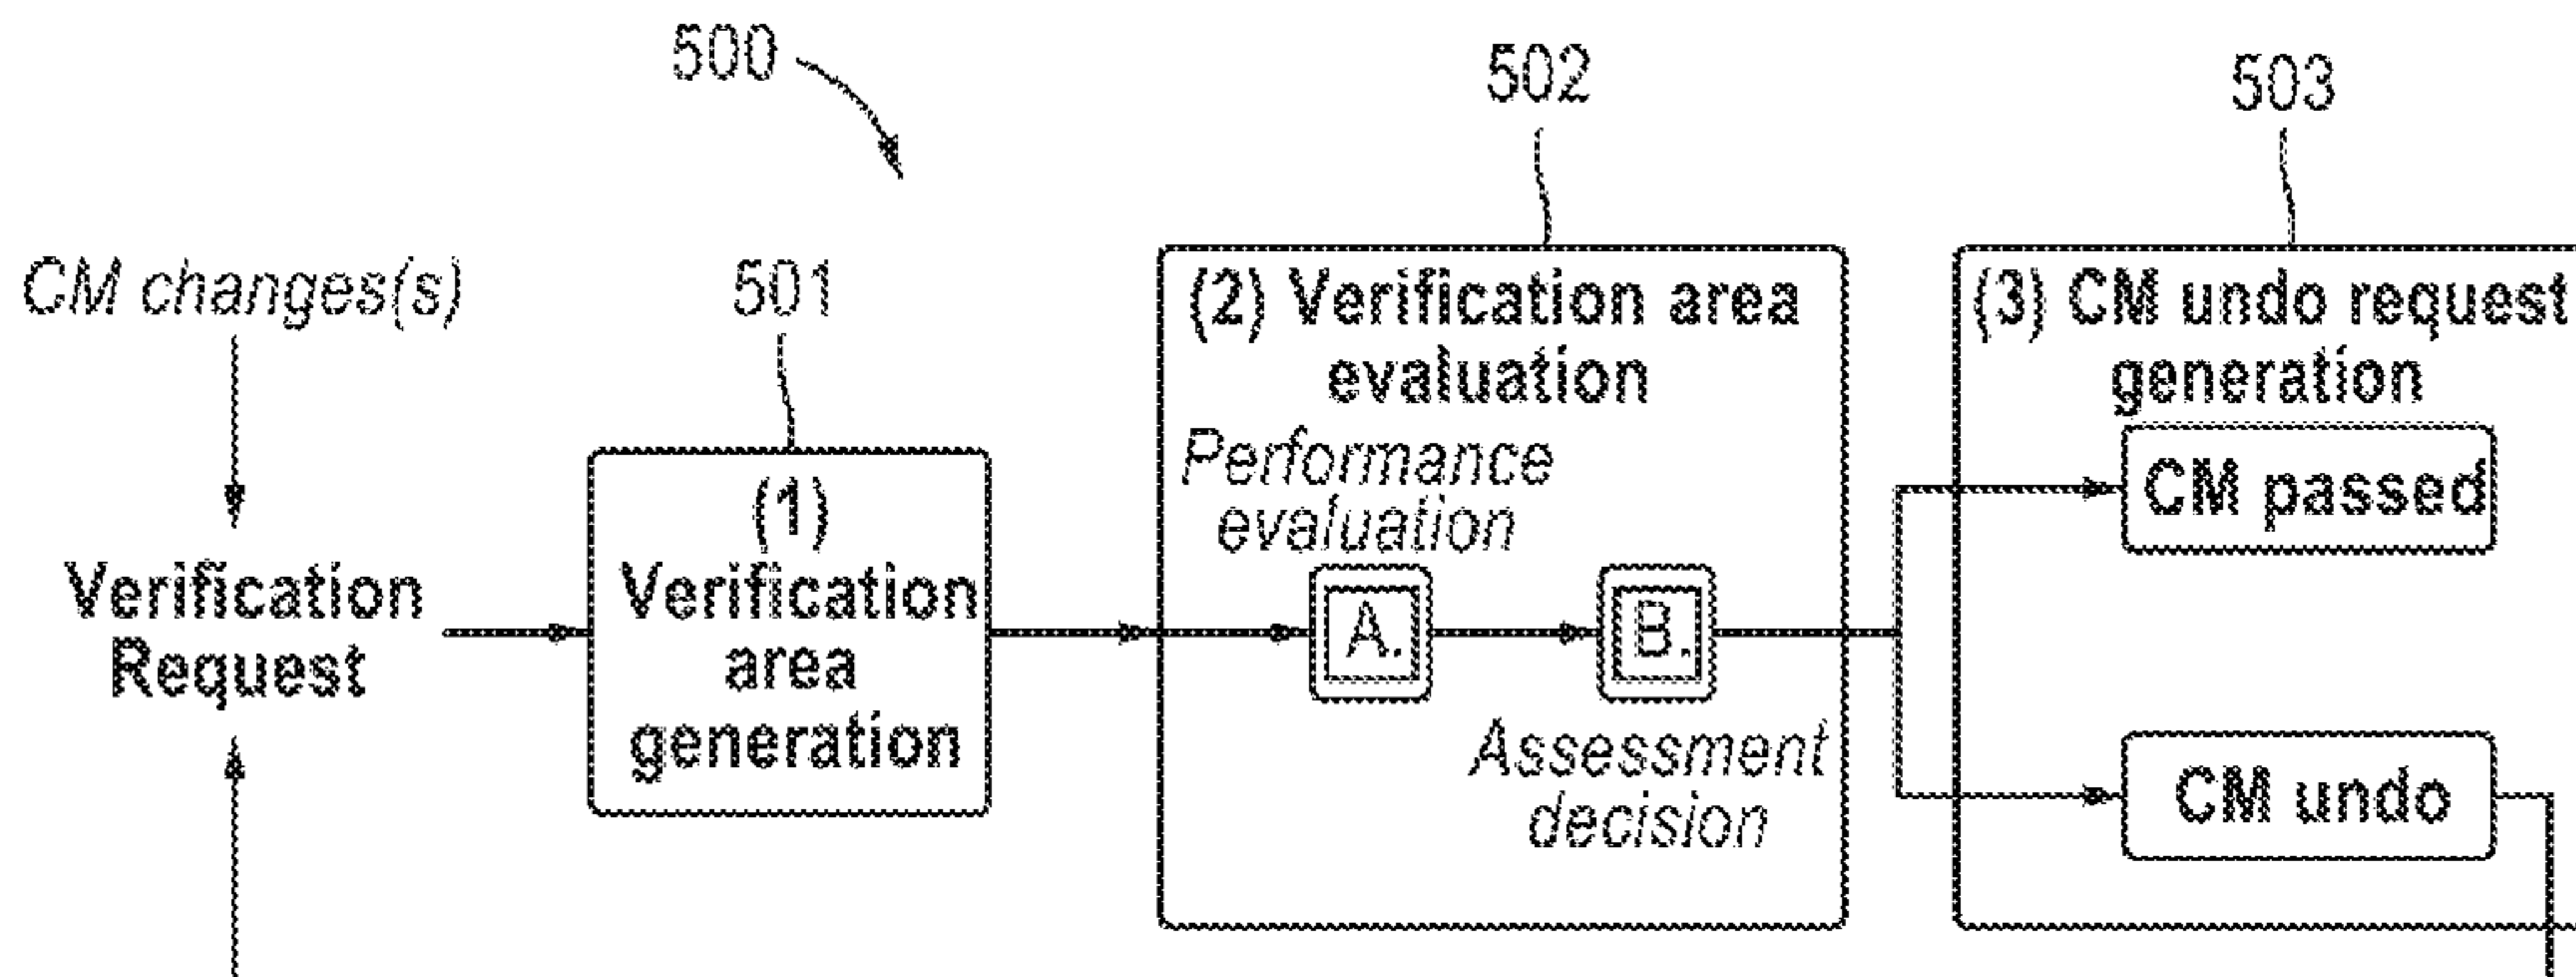 500
502
503
CM changes(s)
501
(2) Verification area
evaluation
(3) CM undo request
generation
Performance
evaluation
CM passed
(1)
Verification
area
generation
Verification
Request
A.
B.
Assessment
decision
CM undo